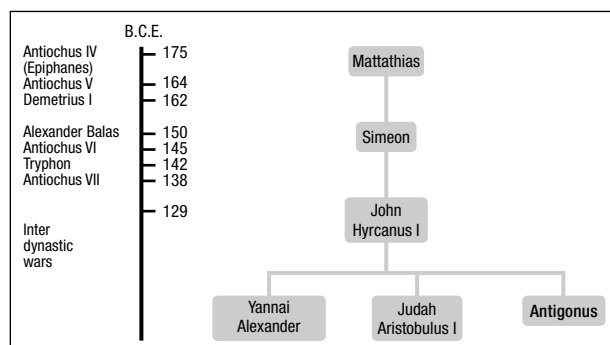 B.C.E.
Antiochus IV 175
(Epiphanes)
Antiochus V 164
Demetrius I 162
Alexander Balas 150
Antiochus VI 145
Tryphon 142
Antiochus VII 138
129
Inter
dynastic
wars
Mattathias
Simeon
John
Hyrcanus I
Yannai
Alexander
Judah
Aristobulus I
Antigonus